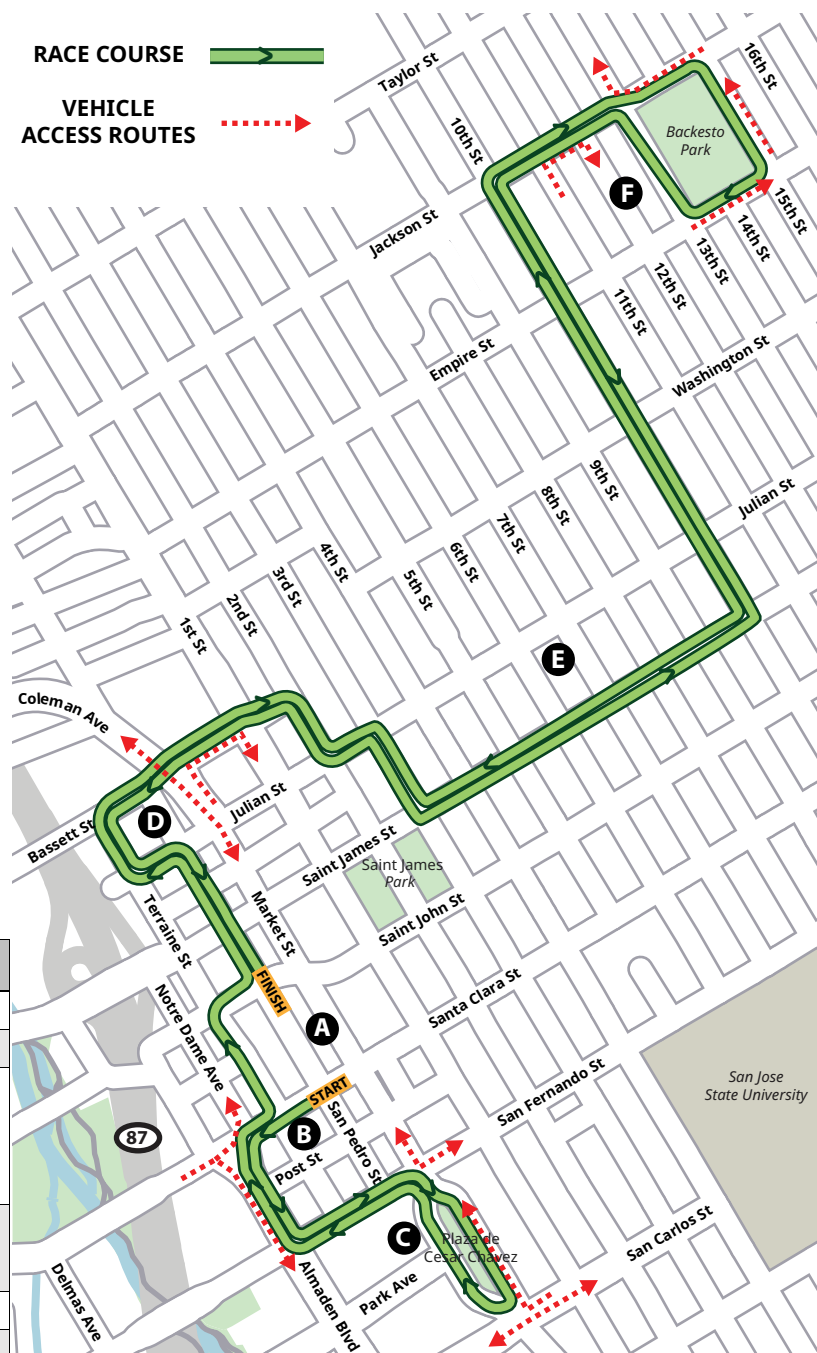 RACE COURSE
VEHICLE
ACCESS ROUTES
Taylor St
16th St
10th St
Backesto
Park
F
Jackson St
15th St
14th St
13th St
12th St
11th St
Empire St
Washington St
9th St
Julian St
8th St
7th St
6th St
5th St
4th St
3rd St
2nd St
1st St
E
Coleman Ave
Julian St
D
Bassett St
Saint James St
Saint James
Park
Terraine St
Market St
Saint John St
FINISH
Santa Clara St
A
Notre Dame Ave
START
San Fernando St
San Jose
State University
87
B
San Pedro St
Post St
C
Plaza de
Cesar Chavez
San Carlos St
Park Ave
Almaden Blvd
Delmas Ave